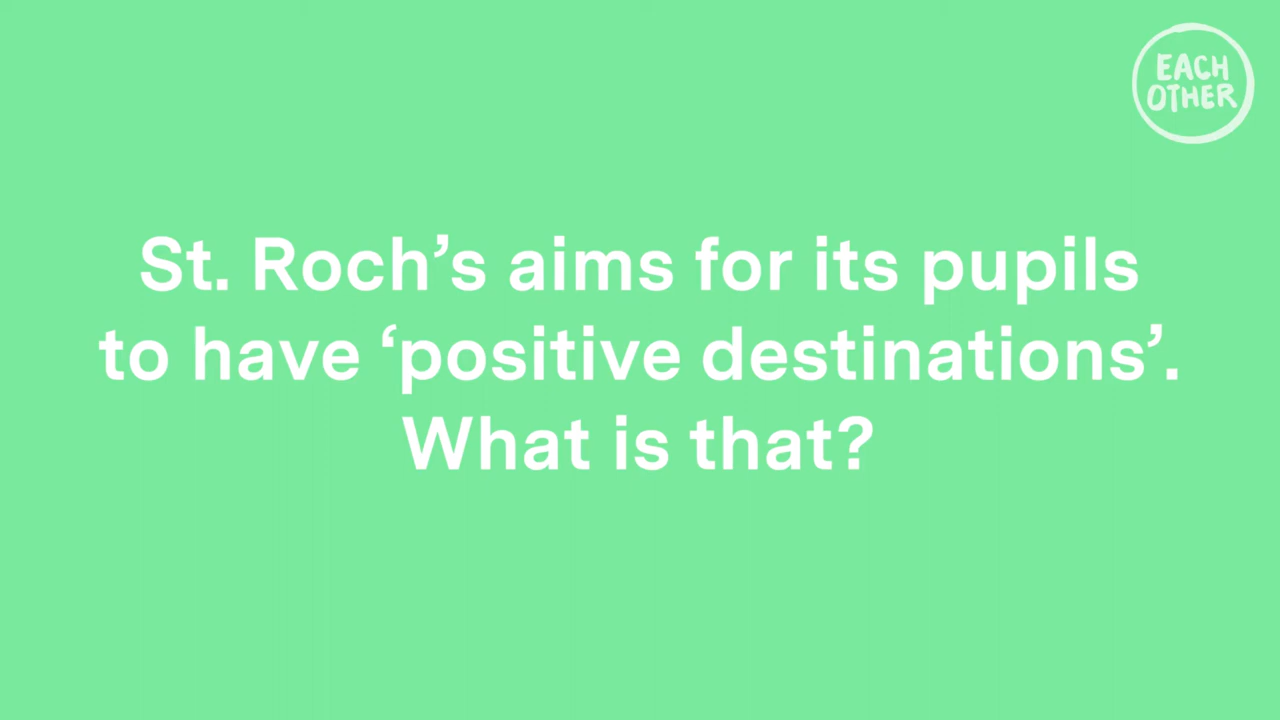 EACH
OTHER
St. Roch’s aims for its pupils
to have ‘positive destinations’.
What is that?